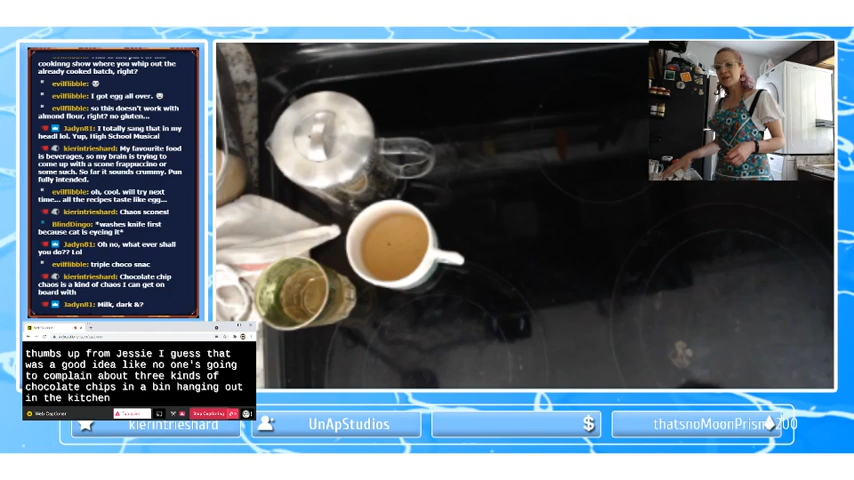 cooking show where you whip out the
already cooked batch, right?
evilflibble:
evilflibble: I got egg all over.
evilflibble: so this doesn't work with
almond flour, right? no gluten...
Jadyn81: I totally sang that in my
head! lol. Yup, High School Musical
kierintrieshard: My favourite food
is beverages, so my brain is trying to
come up with a scone frappuccino or
some such. So far it sounds crummy. Pun
fully intended.
evilflibble: oh, cool. will try next
time... all the recipes taste like egg...
kierintrieshard: Chaos scones!
BlindDingo: *washes knife first
because cat is eyeing it*
Jadyn81: Oh no, what ever shall
you do?? Lol
evilflibble: triple choco snac
kierintrieshard: Chocolate chip
chaos is a kind of chaos I can get on
board with
Jadyn81: Milk, dark &?
thumbs up from Jessie I guess that
was a good idea like no one's going
to complain about three kinds of
chocolate chips in a bin hanging out
in the kitchen
Web Captioner
Stop Captioning
kierintrieshard
UnApStudios
$
thatsnoMoonPrism 200